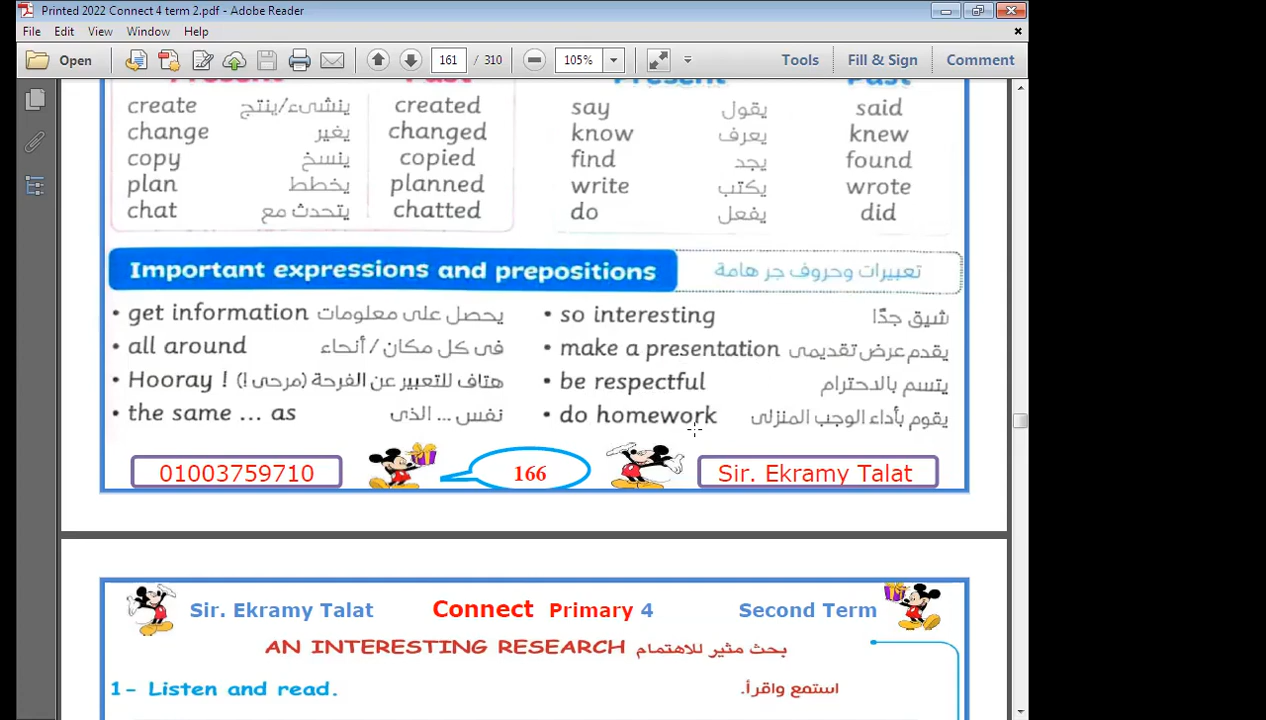 Printed 2022 Connect 4 term 2.pdf - Adobe Reader
File Edit View Window Help
Open 161 / 310 105% Tools Fill & Sign Comment
Present Past Present Past
create ينشىء/ينتج created say يقول said
change يغير changed know يعرف knew
copy ينسخ copied find يجد found
plan يخطط planned write يكتب wrote
chat يتحدث مع chatted do يفعل did
Important expressions and prepositions تعبيرات وحروف جر هامة
• get information يحصل على معلومات • so interesting شيق جدًا
• all around فى كل مكان / أنحاء • make a presentation يقدم عرض تقديمى
• Hooray ! هتاف للتعبير عن الفرحة (مرحى !) • be respectful يتسم بالاحترام
• the same ... as نفس ... الذى • do homework يقوم بأداء الوجب المنزلى
01003759710 166 Sir. Ekramy Talat
Sir. Ekramy Talat Connect Primary 4 Second Term
AN INTERESTING RESEARCH بحث مثير للاهتمام
1- Listen and read. استمع واقرأ.